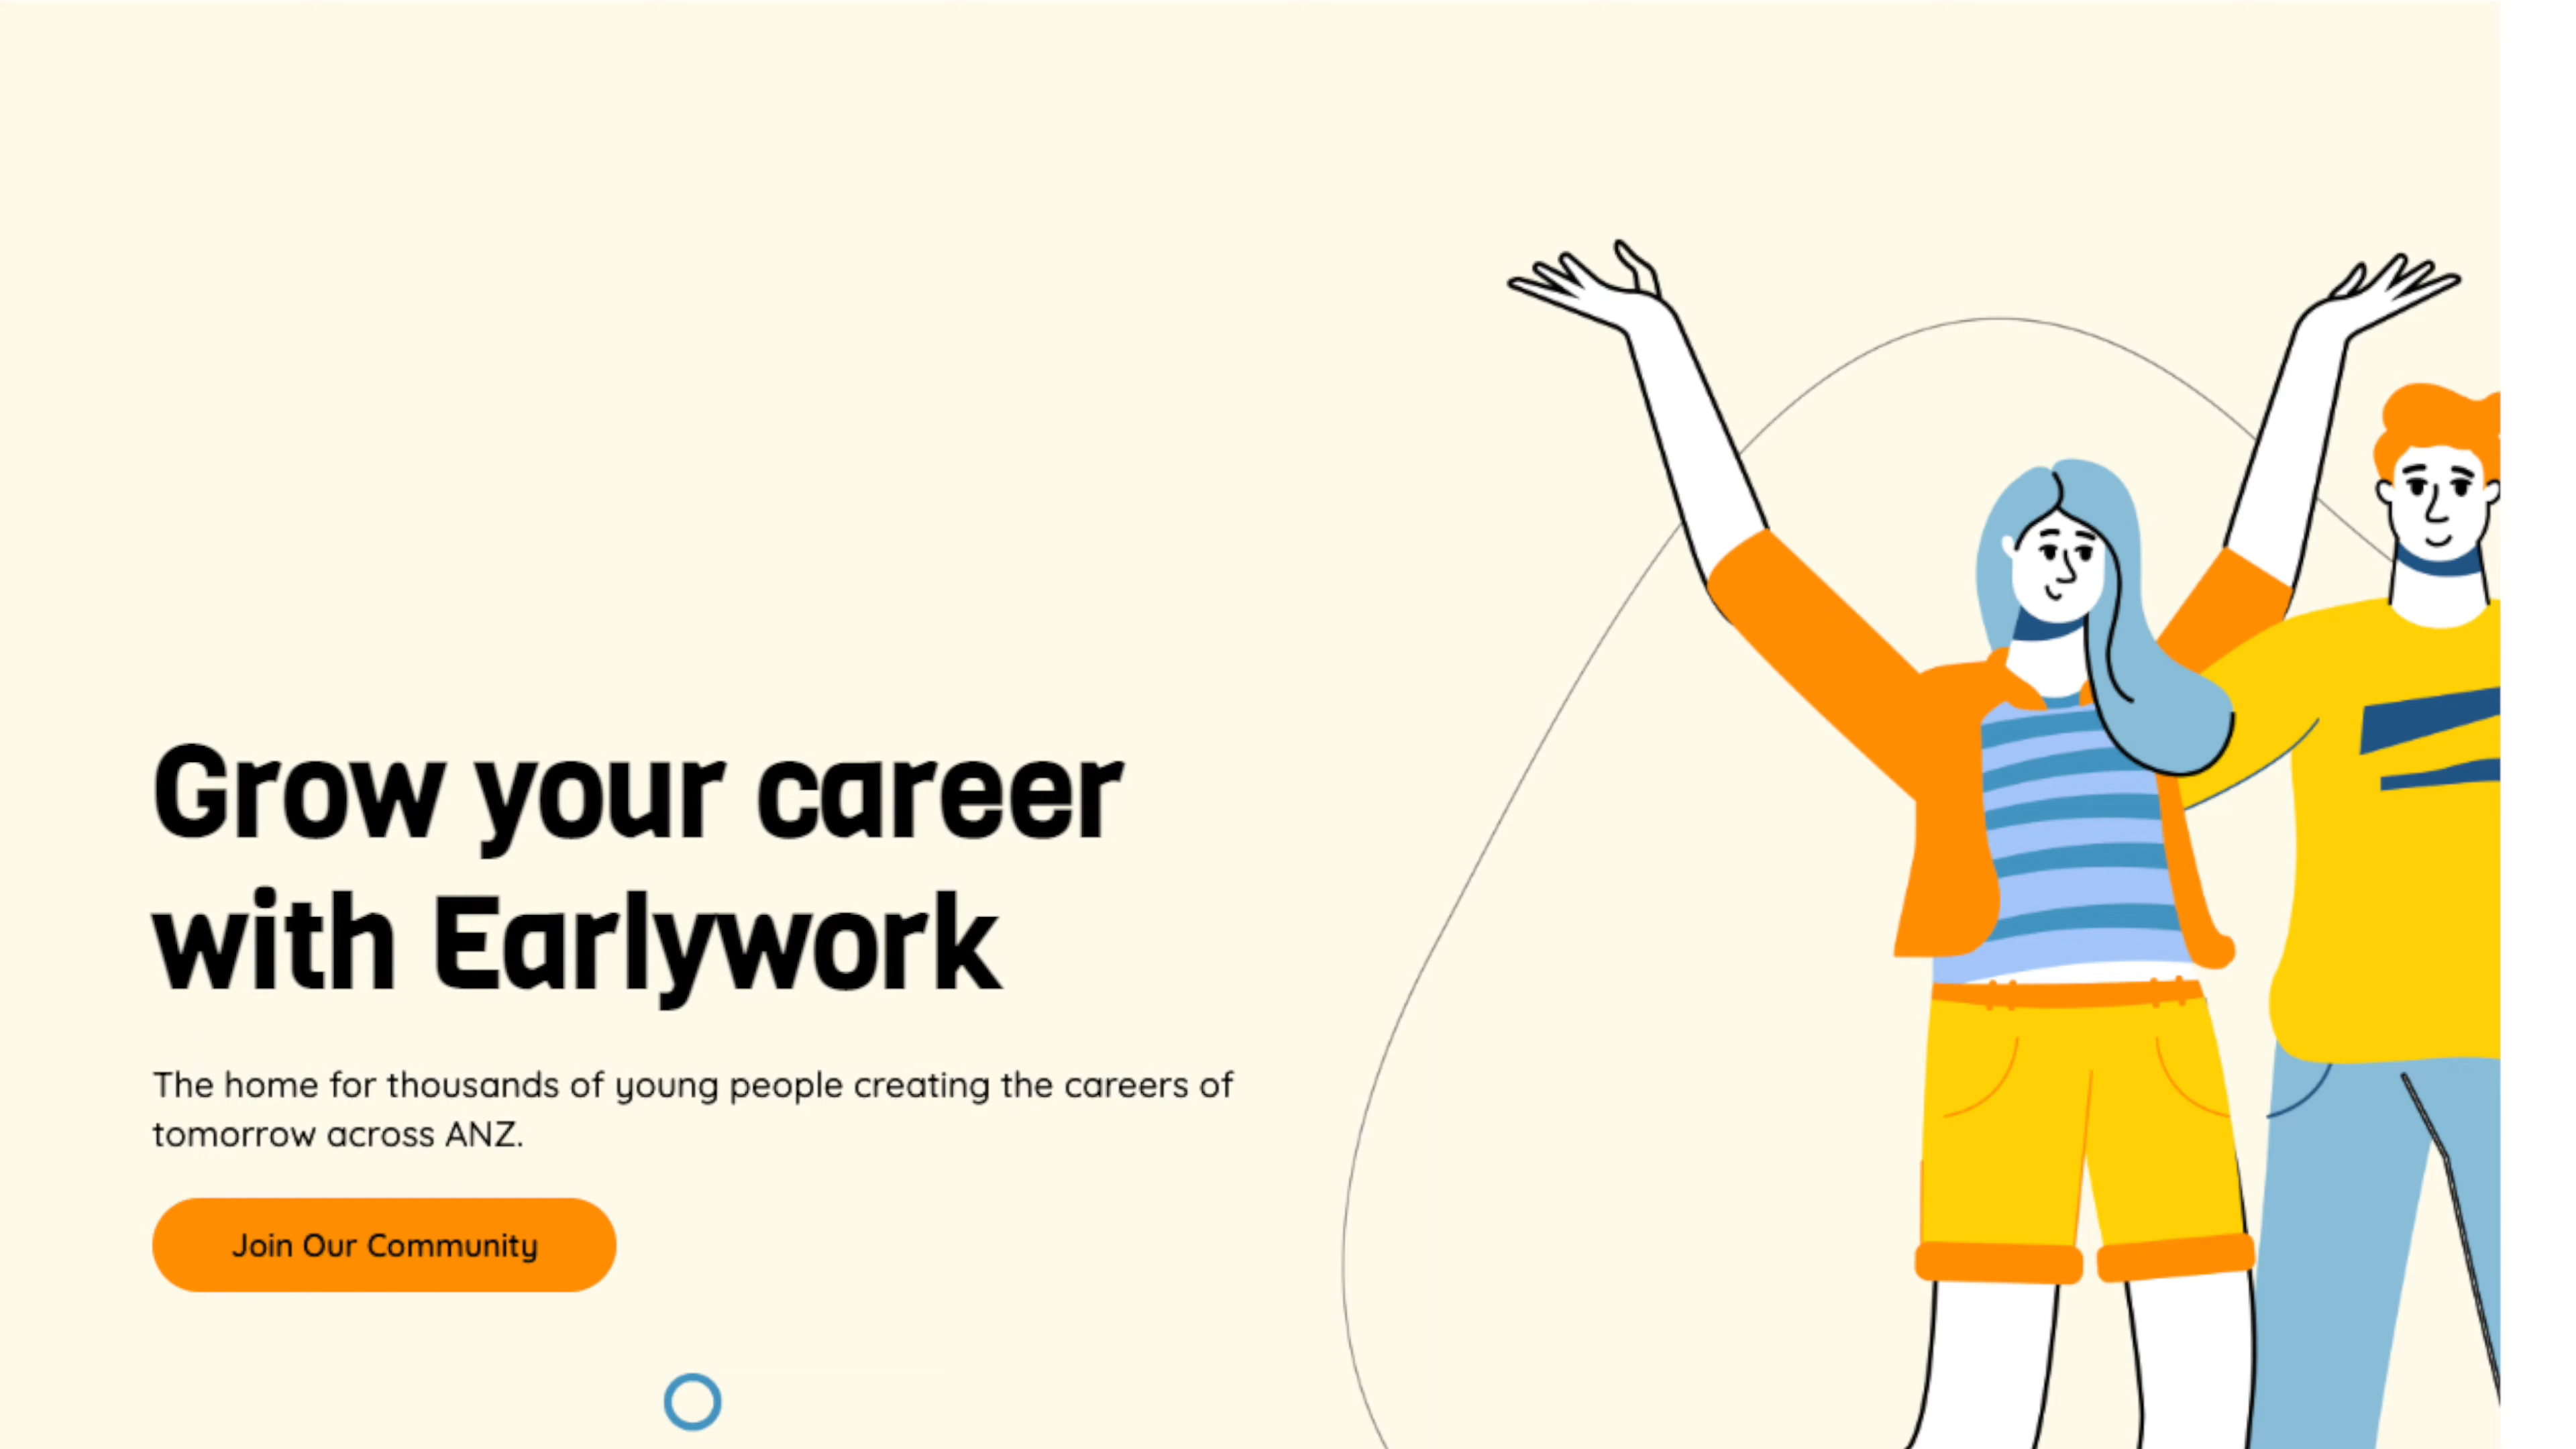 Grow your career
with Earlywork
The home for thousands of young people creating the careers of
tomorrow across ANZ.
Join Our Community